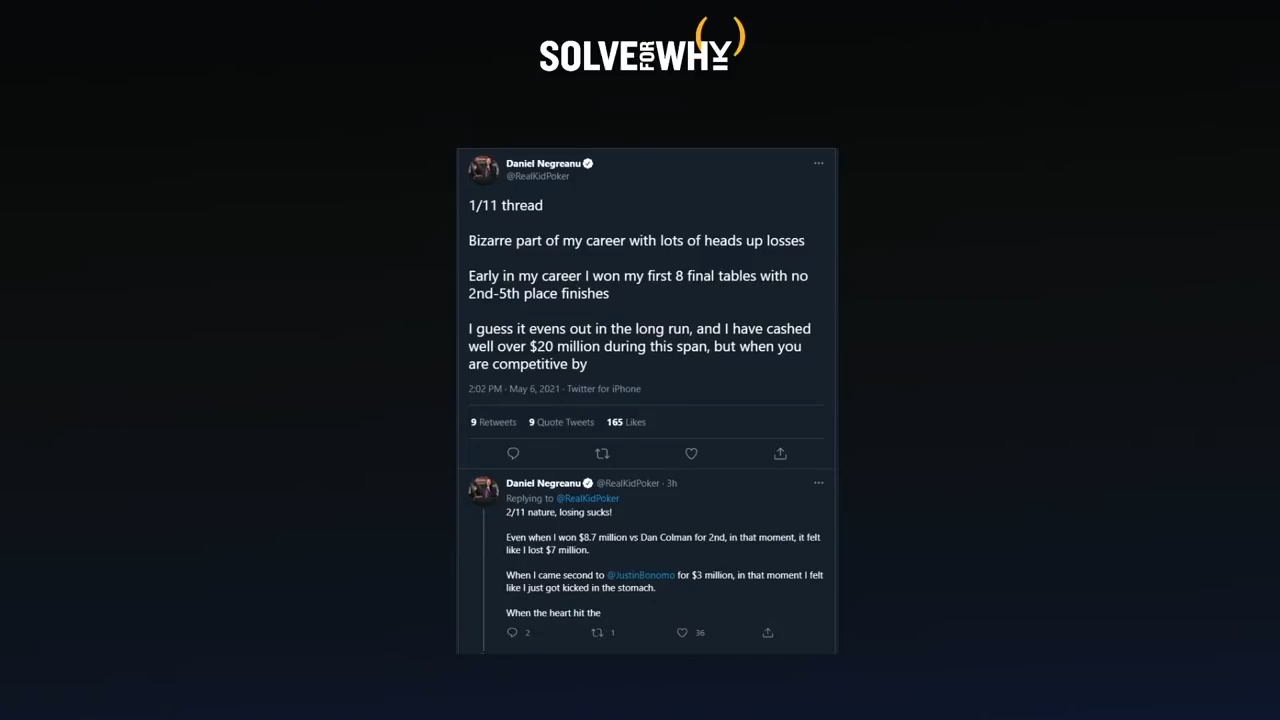 SOLVE FOR WHY
Daniel Negreanu
@RealKidPoker
1/11 thread
Bizarre part of my career with lots of heads up losses
Early in my career I won my first 8 final tables with no
2nd-5th place finishes
I guess it evens out in the long run, and I have cashed
well over $20 million during this span, but when you
are competitive by
2:02 PM · May 6, 2021 · Twitter for iPhone
9 Retweets 9 Quote Tweets 165 Likes
Daniel Negreanu @RealKidPoker · 3h
Replying to @RealKidPoker
2/11 nature, losing sucks!
Even when I won $8.7 million vs Dan Colman for 2nd, in that moment, it felt
like I lost $7 million.
When I came second to @JustinBonomo for $3 million, in that moment I felt
like I just got kicked in the stomach.
When the heart hit the
2 1 36